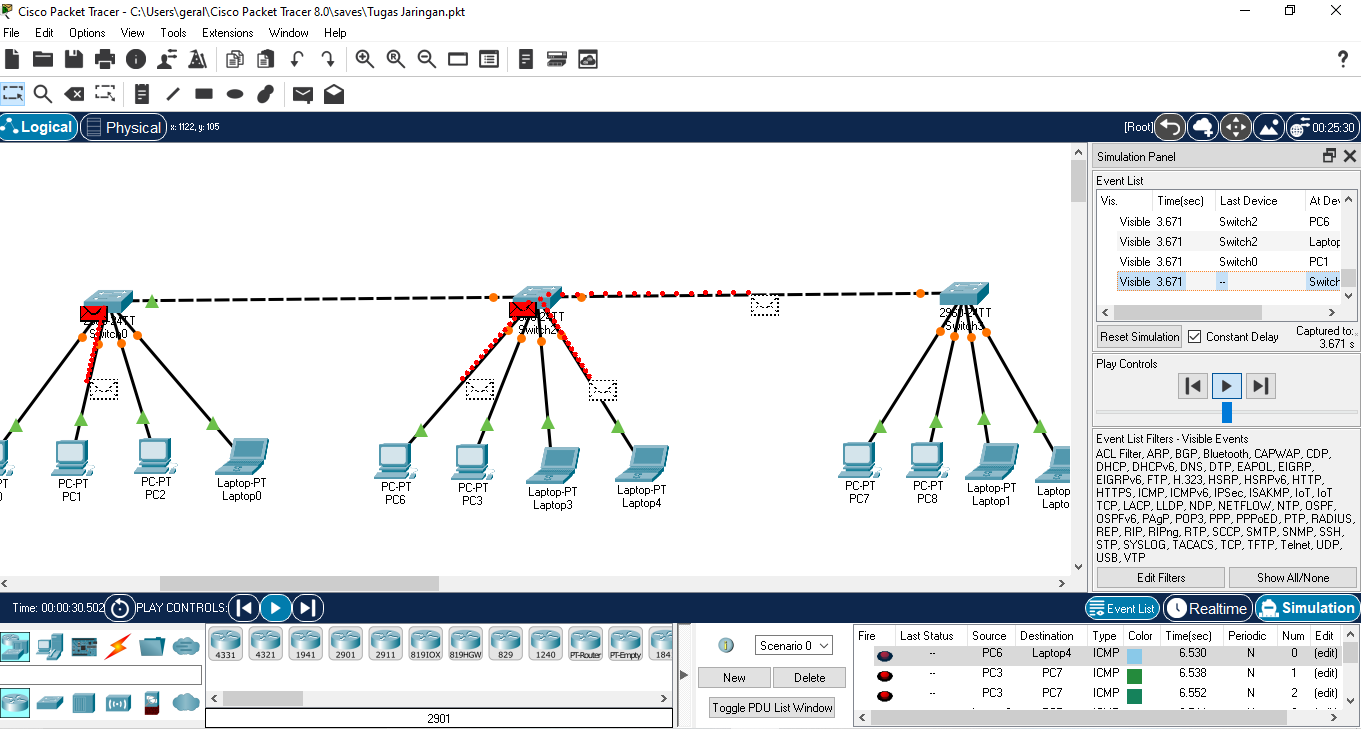 Cisco Packet Tracer - C:\Users\geral\Cisco Packet Tracer 8.0\saves\Tugas Jaringan.pkt
File Edit Options View Tools Extensions Window Help
Logical Physical x: 1122, y: 105 [Root] 00:25:30
Simulation Panel
Event List
Vis. Time(sec) Last Device At Dev
Visible 3.671 Switch2 PC6
Visible 3.671 Switch2 Laptop
Visible 3.671 Switch0 PC1
Visible 3.671 -- Switch
Reset Simulation Constant Delay Captured to:
3.671 s
Play Controls
Event List Filters - Visible Events
ACL Filter, ARP, BGP, Bluetooth, CAPWAP, CDP,
DHCP, DHCPv6, DNS, DTP, EAPOL, EIGRP,
EIGRPv6, FTP, H.323, HSRP, HSRPv6, HTTP,
HTTPS, ICMP, ICMPv6, IPSec, ISAKMP, IoT, IoT
TCP, LACP, LLDP, NDP, NETFLOW, NTP, OSPF,
OSPFv6, PAgP, POP3, PPP, PPPoED, PTP, RADIUS,
REP, RIP, RIPng, RTP, SCCP, SMTP, SNMP, SSH,
STP, SYSLOG, TACACS, TCP, TFTP, Telnet, UDP,
USB, VTP
Edit Filters Show All/None
2960-24TT
Switch3
Switch0
Switch2
PC-PT
PC1
PC-PT
PC2
Laptop-PT
Laptop0
PC-PT
PC6
PC-PT
PC3
Laptop-PT
Laptop3
Laptop-PT
Laptop4
PC-PT
PC7
PC-PT
PC8
Laptop-PT
Laptop1
Laptop
Lapto
Time: 00:00:30.502 PLAY CONTROLS: Event List Realtime Simulation
4331 4321 1941 2901 2911 819IOX 819HGW 829 1240 PT-Router PT-Empty 184
2901
Scenario 0
New Delete
Toggle PDU List Window
Fire Last Status Source Destination Type Color Time(sec) Periodic Num Edit
-- PC6 Laptop4 ICMP 6.530 N 0 (edit)
-- PC3 PC7 ICMP 6.538 N 1 (edit)
-- PC3 PC7 ICMP 6.552 N 2 (edit)